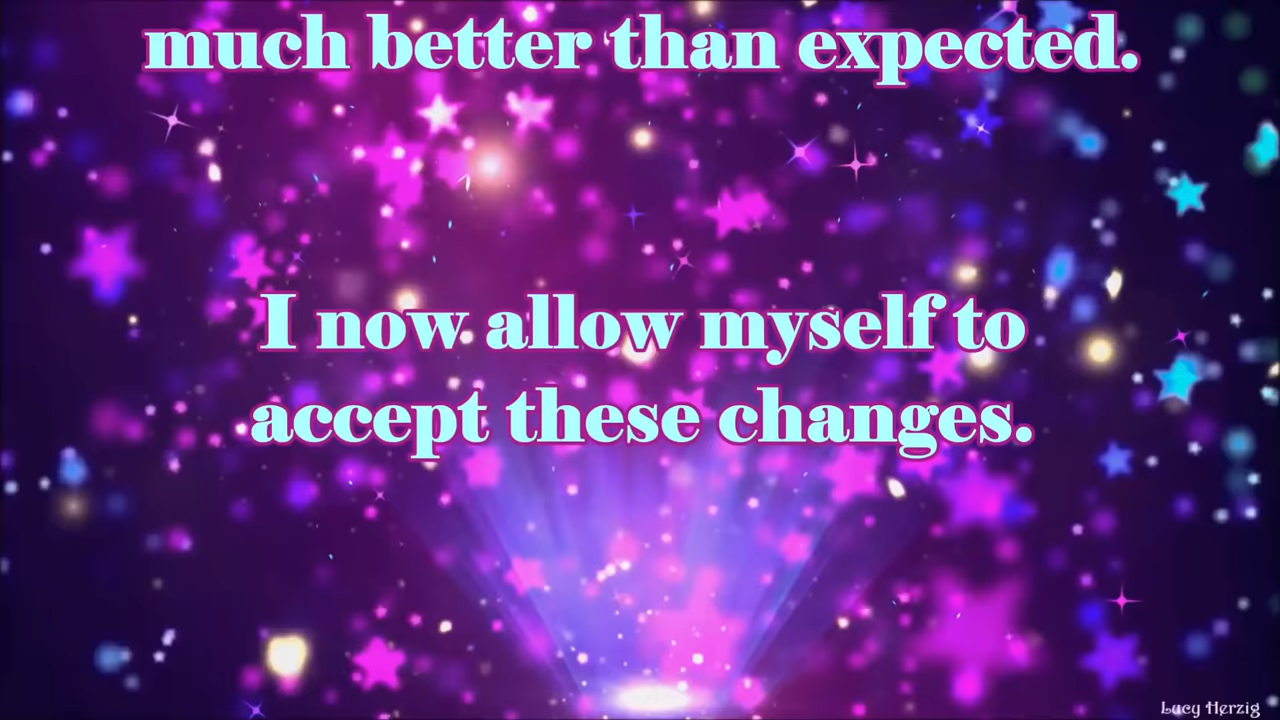 much better than expected.
I now allow myself to
accept these changes.
Lucy Herzig